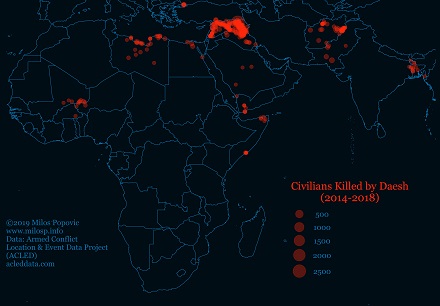 Civilians Killed by Daesh
(2014-2018)
500
1000
1500
2000
2500
©2019 Milos Popovic
www.milosp.info
Data: Armed Conflict
Location & Event Data Project
(ACLED)
acleddata.com